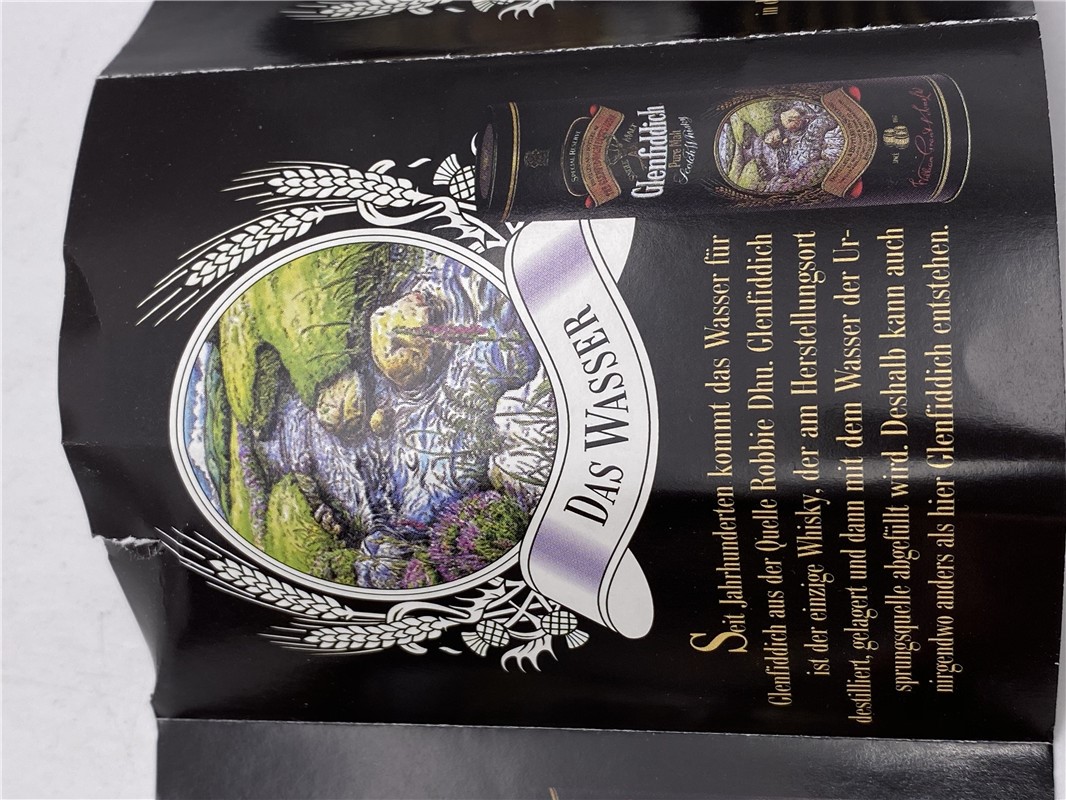 DAS WASSER
SPECIAL RESERVE
Glenfiddich
Pure Malt
Scotch Whisky
Seit Jahrhunderten kommt das Wasser für
Glenfiddich aus der Quelle Robbie Dhu. Glenfiddich
ist der einzige Whisky, der am Herstellungsort
destilliert, gelagert und dann mit dem Wasser der Ur-
sprungsquelle abgefüllt wird. Deshalb kann auch
nirgendwo anders als hier Glenfiddich entstehen.